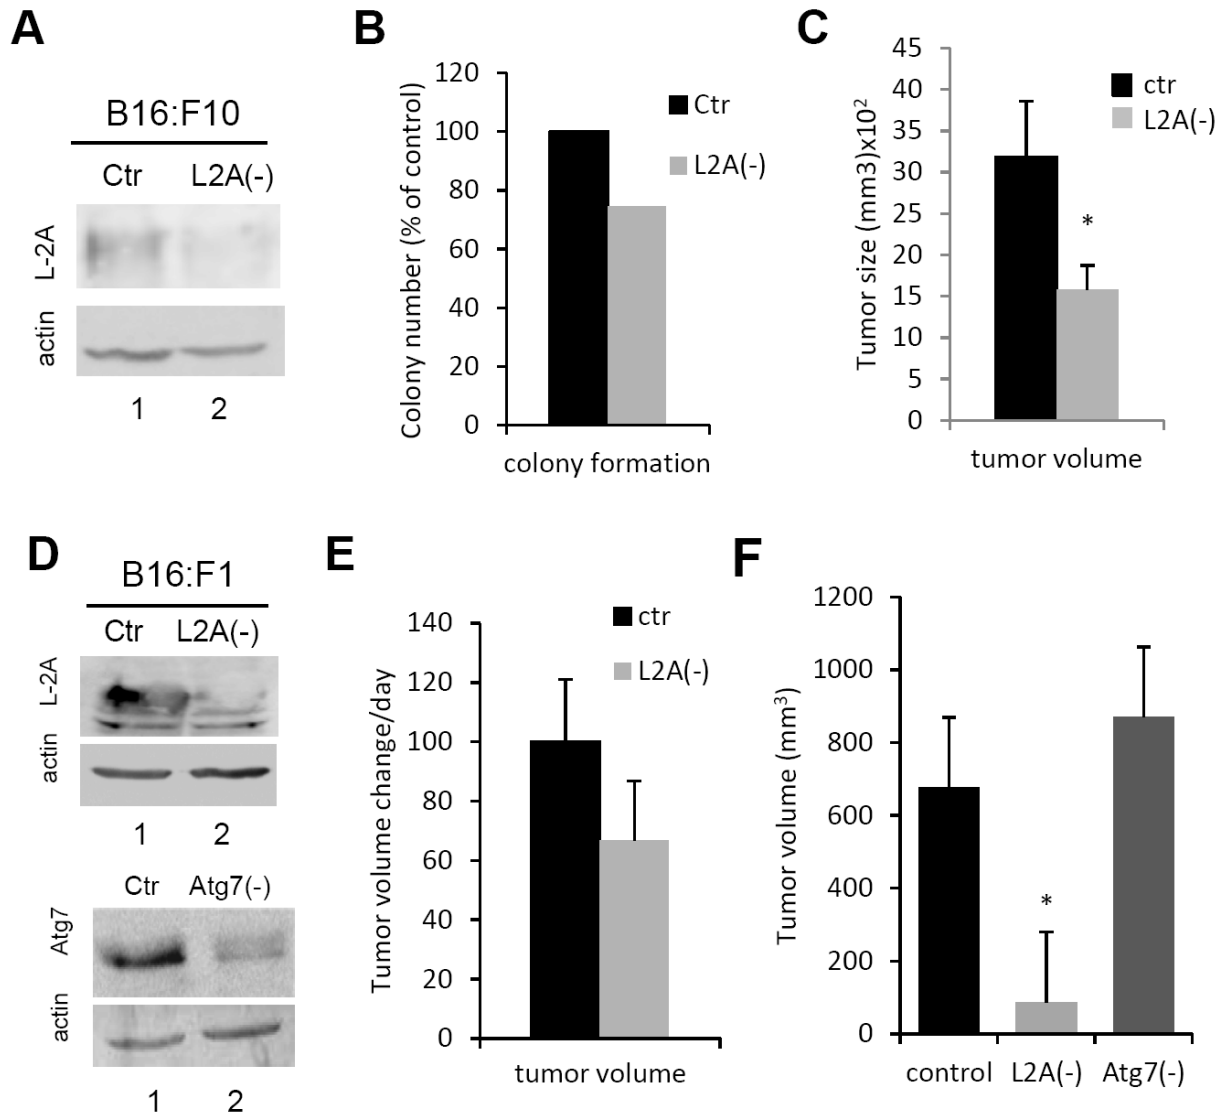 A
B16:F10
Ctr L2A(-)
L-2A
actin
1 2
B
Colony number (% of control)
120
100
80
60
40
20
0
Ctr
L2A(-)
colony formation
C
Tumor size (mm3)x10²
45
40
35
30
25
20
15
10
5
0
ctr
L2A(-)
*
tumor volume
D
B16:F1
Ctr L2A(-)
L-2A
actin
1 2
Ctr Atg7(-)
Atg7
actin
1 2
E
Tumor volume change/day
140
120
100
80
60
40
20
0
ctr
L2A(-)
tumor volume
F
Tumor volume (mm³)
1200
1000
800
600
400
200
0
*
control L2A(-) Atg7(-)